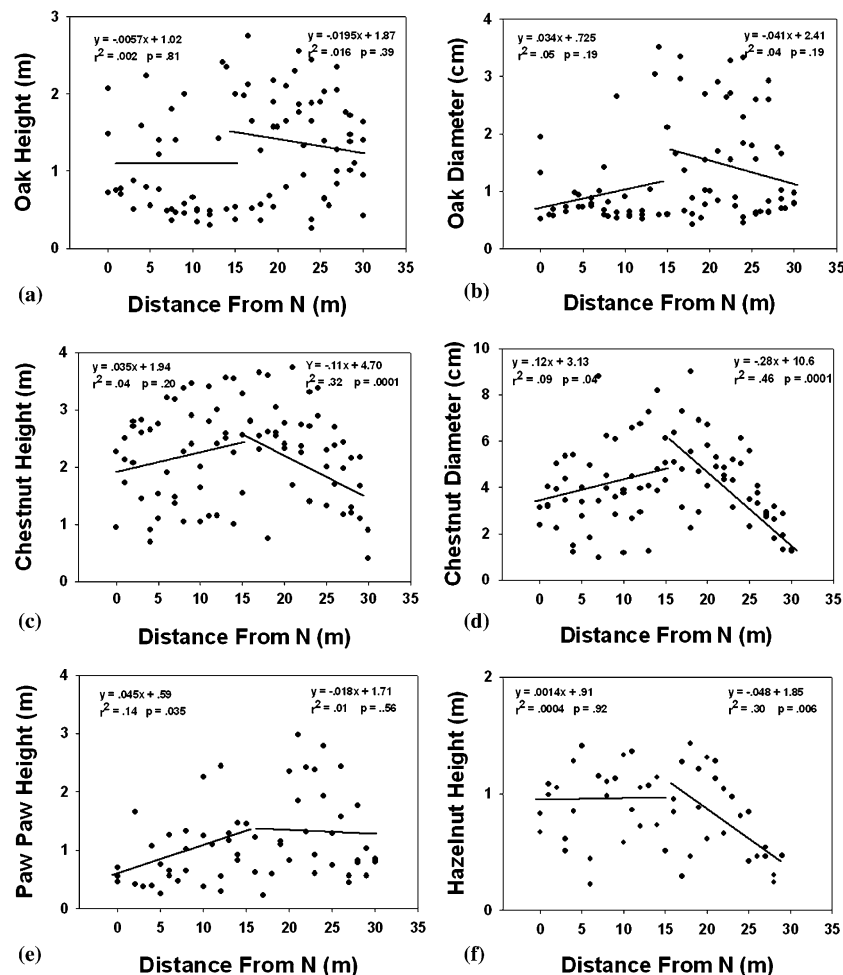 y = -.0057x + 1.02 y = -.0195x + 1.87
r2 = .002 p = .81 r2 = .016 p = .39
Oak Height (m)
4
3
2
1
0
0 5 10 15 20 25 30 35
(a)
Distance From N (m)
y = .034x + .725 y = -.041x + 2.41
r2 = .05 p = .19 r2 = .04 p = .19
Oak Diameter (cm)
4
3
2
1
0
0 5 10 15 20 25 30 35
(b)
Distance From N (m)
y = .035x + 1.94 Y = -.11x + 4.70
r2 = .04 p = .20 r2 = .32 p = .0001
Chestnut Height (m)
4
3
2
1
0
0 5 10 15 20 25 30 35
(c)
Distance From N (m)
y = .12x + 3.13 y = -.28x + 10.6
r2 = .09 p = .04 r2 = .46 p = .0001
Chestnut Diameter (cm)
10
8
6
4
2
0
0 5 10 15 20 25 30 35
(d)
Distance From N (m)
y = .045x + .59 y = -.018x + 1.71
r2 = .14 p = .035 r2 = .01 p = ..56
Paw Paw Height (m)
4
3
2
1
0
0 5 10 15 20 25 30 35
(e)
Distance From N (m)
y = .0014x + .91 y = -.048x + 1.85
r2 = .0004 p = .92 r2 = .30 p = .006
Hazelnut Height (m)
2
1
0
0 5 10 15 20 25 30 35
(f)
Distance From N (m)